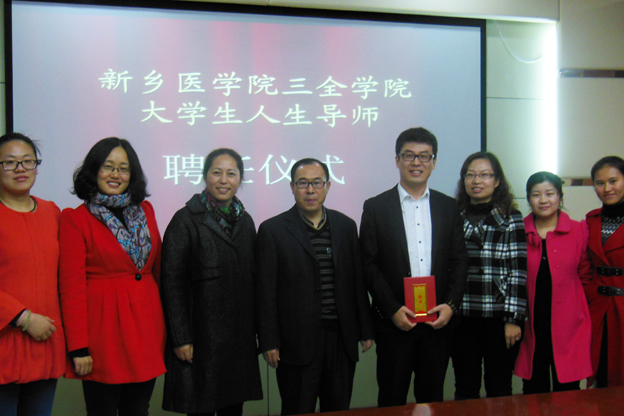 新乡医学院三全学院
大学生人生导师
聘任仪式